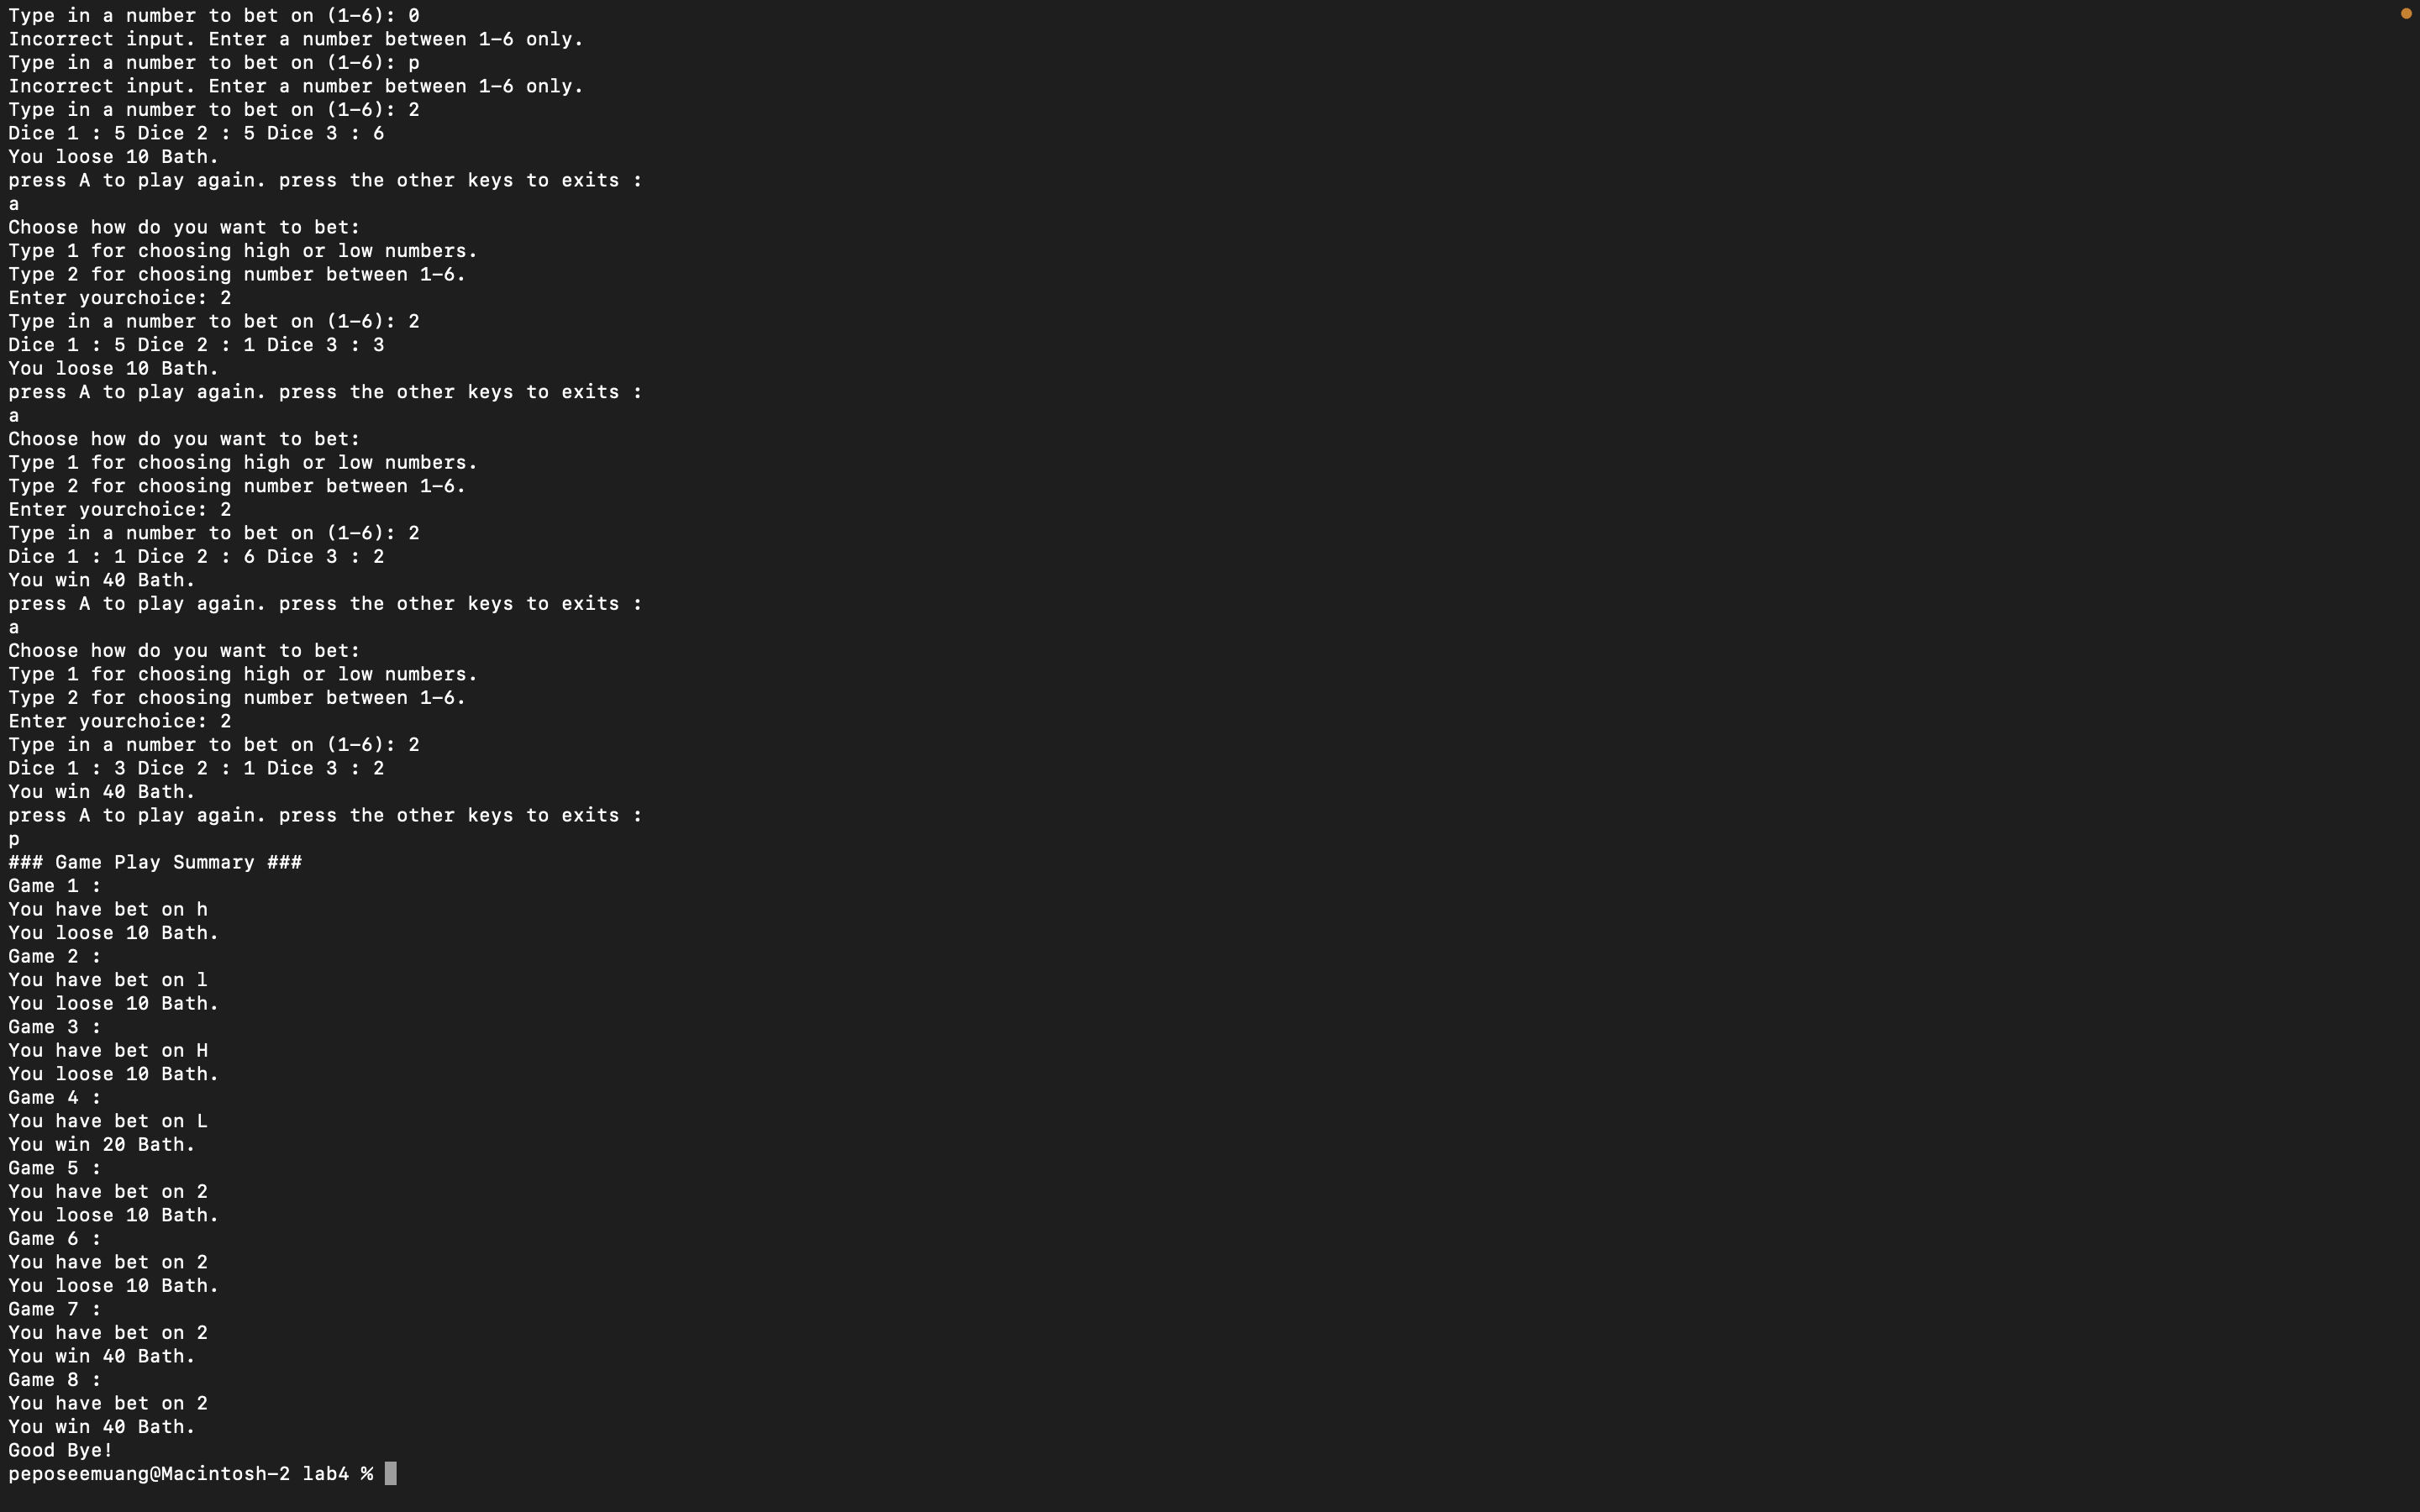 Type in a number to bet on (1-6): 0
Incorrect input. Enter a number between 1-6 only.
Type in a number to bet on (1-6): p
Incorrect input. Enter a number between 1-6 only.
Type in a number to bet on (1-6): 2
Dice 1 : 5 Dice 2 : 5 Dice 3 : 6
You loose 10 Bath.
press A to play again. press the other keys to exits :
a
Choose how do you want to bet:
Type 1 for choosing high or low numbers.
Type 2 for choosing number between 1-6.
Enter yourchoice: 2
Type in a number to bet on (1-6): 2
Dice 1 : 5 Dice 2 : 1 Dice 3 : 3
You loose 10 Bath.
press A to play again. press the other keys to exits :
a
Choose how do you want to bet:
Type 1 for choosing high or low numbers.
Type 2 for choosing number between 1-6.
Enter yourchoice: 2
Type in a number to bet on (1-6): 2
Dice 1 : 1 Dice 2 : 6 Dice 3 : 2
You win 40 Bath.
press A to play again. press the other keys to exits :
a
Choose how do you want to bet:
Type 1 for choosing high or low numbers.
Type 2 for choosing number between 1-6.
Enter yourchoice: 2
Type in a number to bet on (1-6): 2
Dice 1 : 3 Dice 2 : 1 Dice 3 : 2
You win 40 Bath.
press A to play again. press the other keys to exits :
p
### Game Play Summary ###
Game 1 :
You have bet on h
You loose 10 Bath.
Game 2 :
You have bet on l
You loose 10 Bath.
Game 3 :
You have bet on H
You loose 10 Bath.
Game 4 :
You have bet on L
You win 20 Bath.
Game 5 :
You have bet on 2
You loose 10 Bath.
Game 6 :
You have bet on 2
You loose 10 Bath.
Game 7 :
You have bet on 2
You win 40 Bath.
Game 8 :
You have bet on 2
You win 40 Bath.
Good Bye!
peposeemuang@Macintosh-2 lab4 %